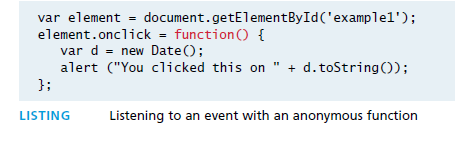 var element = document.getElementById('example1');
element.onclick = function() {
var d = new Date();
alert ("You clicked this on " + d.toString());
};
LISTING Listening to an event with an anonymous function